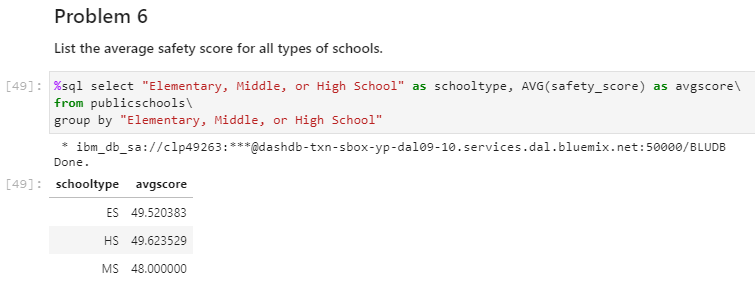 Problem 6
List the average safety score for all types of schools.
[49]: %sql select "Elementary, Middle, or High School" as schooltype, AVG(safety_score) as avgscore\
from publicschools\
group by "Elementary, Middle, or High School"
* ibm_db_sa://clp49263:***@dashdb-txn-sbox-yp-dal09-10.services.dal.bluemix.net:50000/BLUDB
Done.
[49]: schooltype avgscore
ES 49.520383
HS 49.623529
MS 48.000000